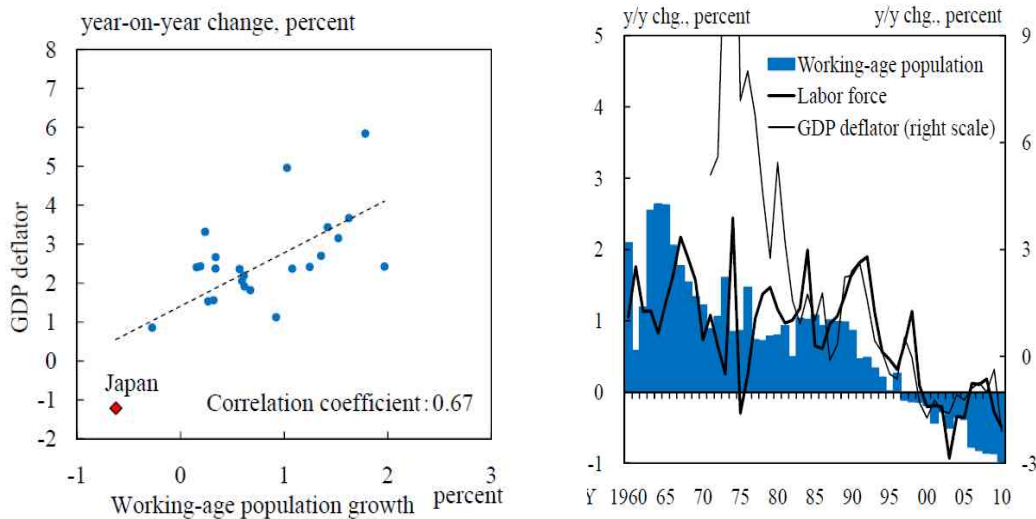 year-on-year change, percent
8
7
6
5
4
3
2
1
0
-1
-2
GDP deflator
Japan
Correlation coefficient: 0.67
-1 0 1 2 3
Working-age population growth percent
y/y chg., percent y/y chg., percent
5
4
3
2
1
0
-1
9
6
3
0
-3
Working-age population
Labor force
GDP deflator (right scale)
Y 1960 65 70 75 80 85 90 95 00 05 10